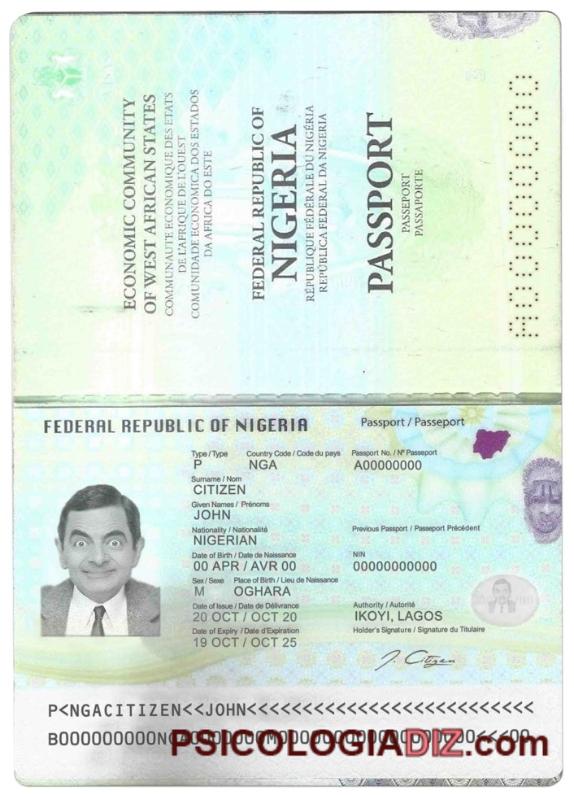 ECONOMIC COMMUNITY
OF WEST AFRICAN STATES
COMMUNAUTE ECONOMIQUE DES ETATS
DE L'AFRIQUE DE L'OUEST
COMUNIDADE ECONOMICA DOS ESTADOS
DA AFRICA DO ESTE
FEDERAL REPUBLIC OF
NIGERIA
RÉPUBLIQUE FÉDÉRALE DU NIGÉRIA
REPÚBLICA FEDERAL DA NIGERIA
PASSPORT
PASSEPORT
PASSAPORTE
A00000000
FEDERAL REPUBLIC OF NIGERIA
Passport / Passeport
Type / Type Country Code / Code du pays Passport No. / Nº Passeport
P NGA A00000000
Surname / Nom
CITIZEN
Given Names / Prénoms
JOHN
Nationality / Nationalité Previous Passport / Passeport Précédent
NIGERIAN
Date of Birth / Date de Naissance NIN
00 APR / AVR 00 00000000000
Sex / Sexe Place of Birth / Lieu de Naissance
M OGHARA
Date of Issue / Date de Délivrance Authority / Autorité
20 OCT / OCT 20 IKOYI, LAGOS
Date of Expiry / Date d'Expiration Holder's Signature / Signature du Titulaire
19 OCT / OCT 25
J. Citizen
P<NGACITIZEN<<JOHN<<<<<<<<<<<<<<<<<<<<<<<<<<
PSICOLOGIADIZ.com